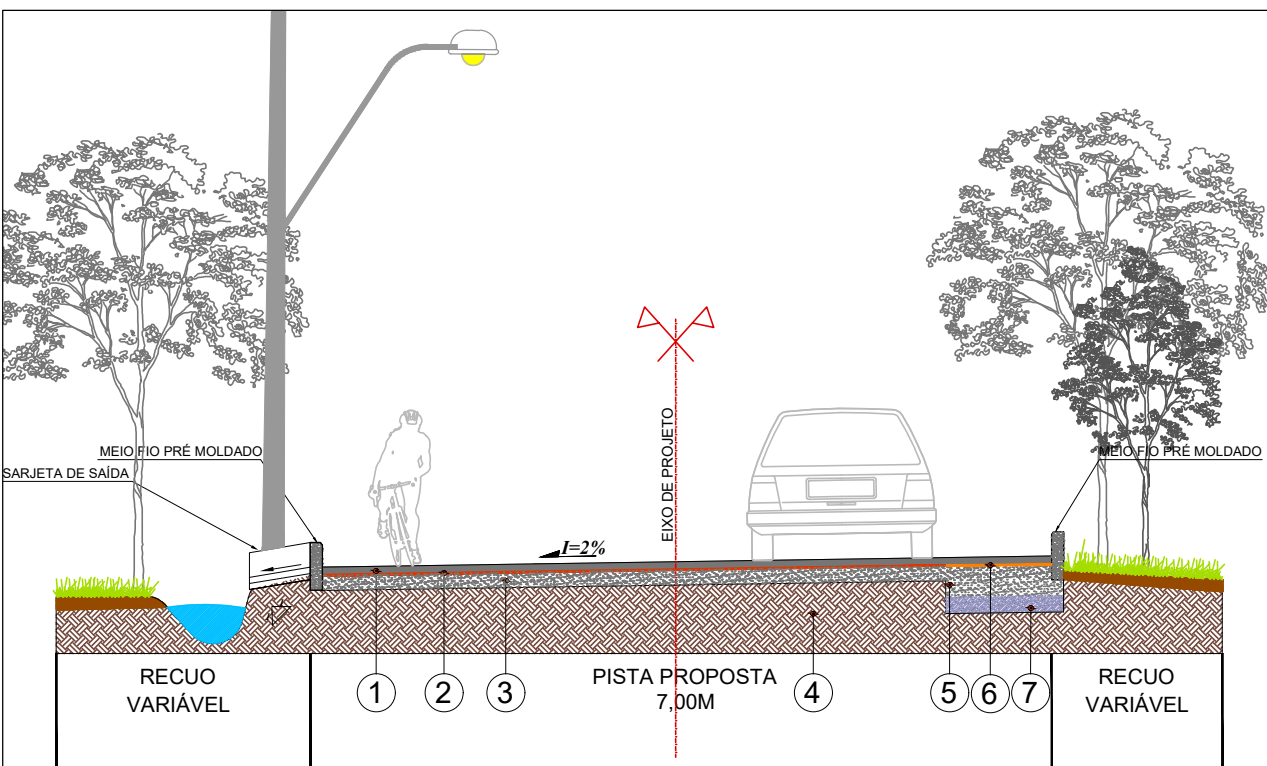 MEIO FIO PRÉ MOLDADO
SARJETA DE SAÍDA
EIXO DE PROJETO
MEIO FIO PRÉ MOLDADO
I=2%
RECUO
VARIÁVEL
1
2
3
PISTA PROPOSTA
7,00M
4
5
6
7
RECUO
VARIÁVEL